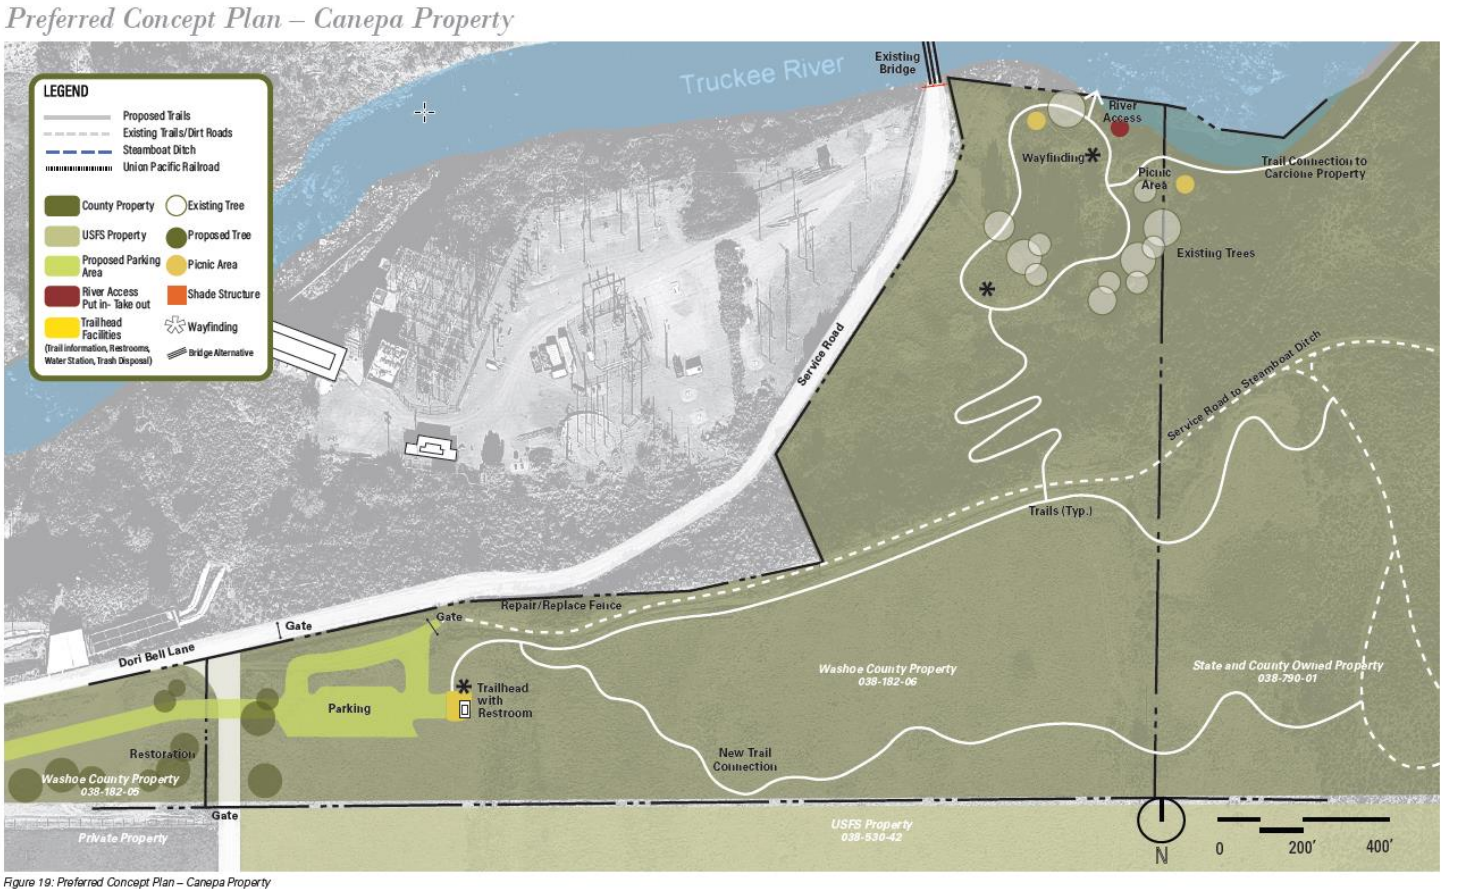 Preferred Concept Plan – Canepa Property
Existing
Bridge
Truckee River
LEGEND
Proposed Trails
Existing Trails/Dirt Roads
Steamboat Ditch
Union Pacific Railroad
County Property
Existing Tree
USFS Property
Proposed Tree
Proposed Parking
Area
Picnic Area
River Access
Put in- Take out
Shade Structure
Trailhead
Facilities
Wayfinding
(Trail information, Restrooms,
Water Station, Trash Disposal)
Bridge Alternative
River
Access
Wayfinding
Picnic
Area
Trail Connection to
Carcione Property
Existing Trees
Service Road
Service Road to Steamboat Ditch
Trails (Typ.)
Repair/Replace Fence
Gate
Gate
Dori Bell Lane
Washoe County Property
038-182-06
State and County Owned Property
038-790-01
Trailhead
with
Restroom
Parking
Restoration
New Trail
Connection
Washoe County Property
038-182-05
Gate
Private Property
USFS Property
038-530-42
N
0 200' 400'
Figure 19: Preferred Concept Plan – Canepa Property